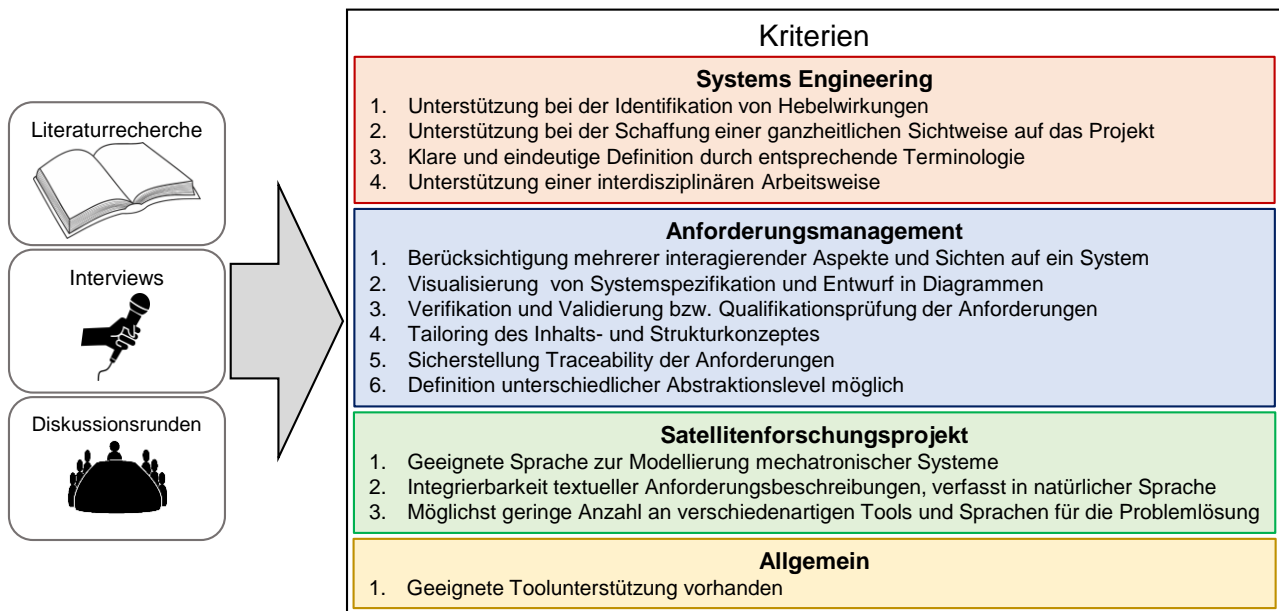 Literaturrecherche
Interviews
Diskussionsrunden
Kriterien
Systems Engineering
1. Unterstützung bei der Identifikation von Hebelwirkungen
2. Unterstützung bei der Schaffung einer ganzheitlichen Sichtweise auf das Projekt
3. Klare und eindeutige Definition durch entsprechende Terminologie
4. Unterstützung einer interdisziplinären Arbeitsweise
Anforderungsmanagement
1. Berücksichtigung mehrerer interagierender Aspekte und Sichten auf ein System
2. Visualisierung von Systemspezifikation und Entwurf in Diagrammen
3. Verifikation und Validierung bzw. Qualifikationsprüfung der Anforderungen
4. Tailoring des Inhalts- und Strukturkonzeptes
5. Sicherstellung Traceability der Anforderungen
6. Definition unterschiedlicher Abstraktionslevel möglich
Satellitenforschungsprojekt
1. Geeignete Sprache zur Modellierung mechatronischer Systeme
2. Integrierbarkeit textueller Anforderungsbeschreibungen, verfasst in natürlicher Sprache
3. Möglichst geringe Anzahl an verschiedenartigen Tools und Sprachen für die Problemlösung
Allgemein
1. Geeignete Toolunterstützung vorhanden